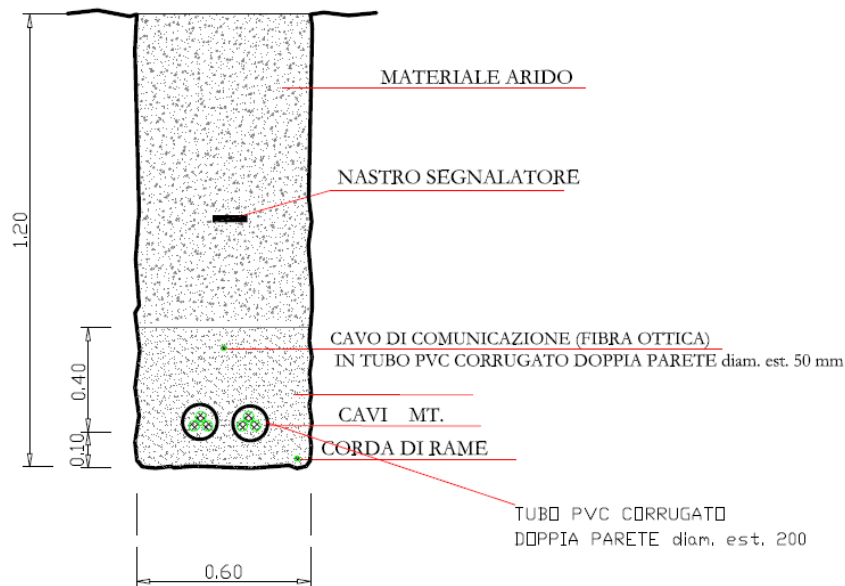 MATERIALE ARIDO
NASTRO SEGNALATORE
1.20
CAVO DI COMUNICAZIONE (FIBRA OTTICA)
IN TUBO PVC CORRUGATO DOPPIA PARETE diam. est. 50 mm
0.40
CAVI MT.
0.10
CORDA DI RAME
TUBO PVC CORRUGATO
DOPPIA PARETE diam. est. 200
0.60